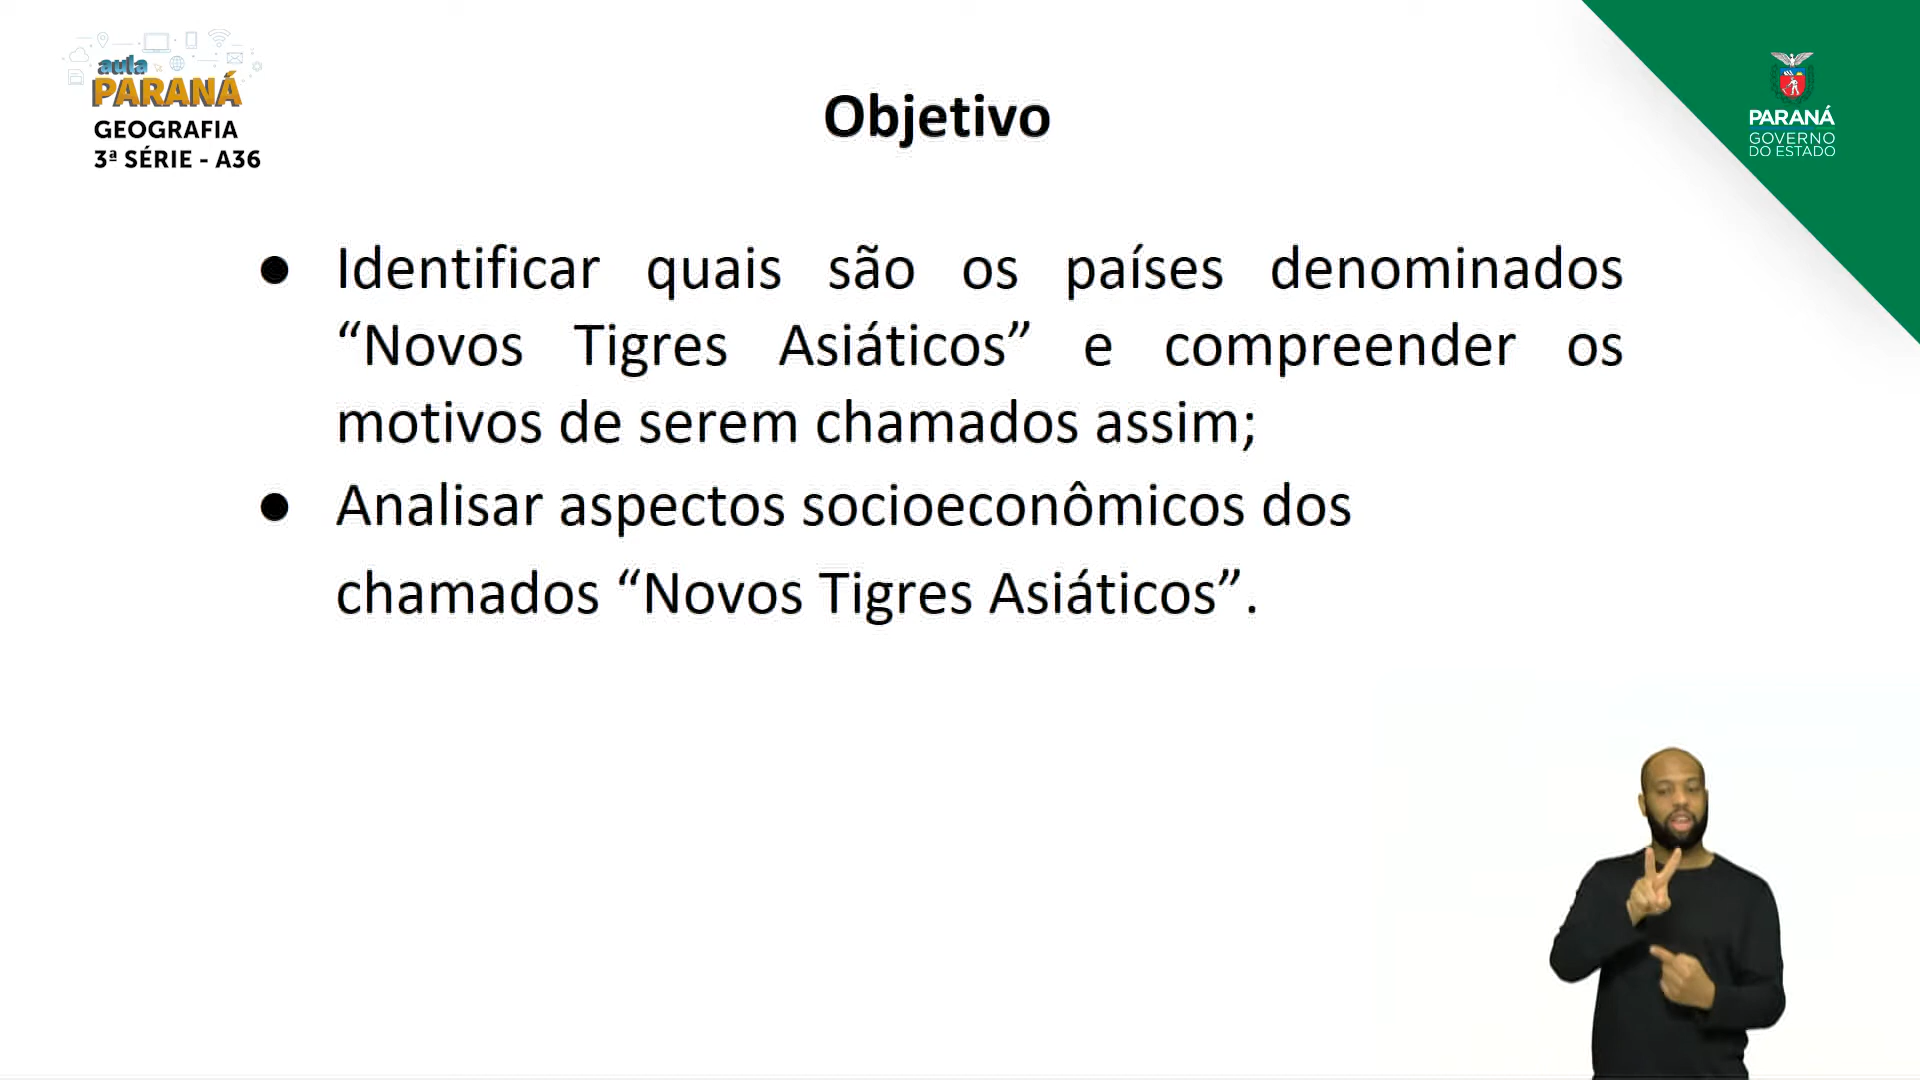 aula
PARANÁ
GEOGRAFIA
3ª SÉRIE - A36
Objetivo
PARANÁ
GOVERNO
DO ESTADO
● Identificar quais são os países denominados
“Novos Tigres Asiáticos” e compreender os
motivos de serem chamados assim;
● Analisar aspectos socioeconômicos dos
chamados “Novos Tigres Asiáticos”.